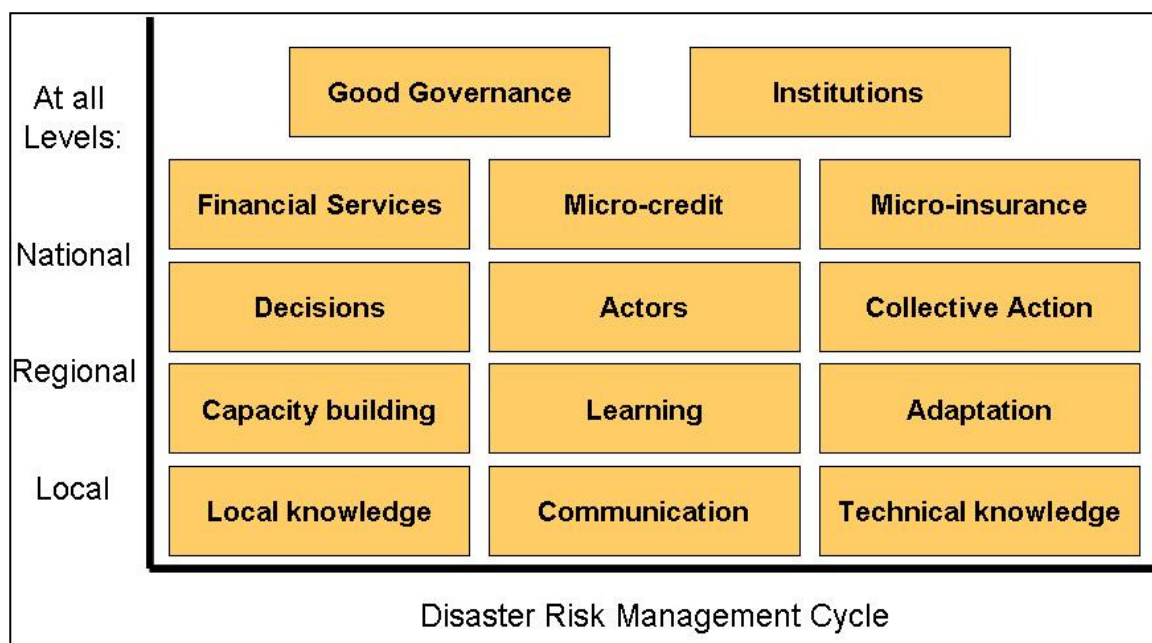 At all
Levels:
Good Governance
Institutions
Financial Services
Micro-credit
Micro-insurance
National
Decisions
Actors
Collective Action
Regional
Capacity building
Learning
Adaptation
Local
Local knowledge
Communication
Technical knowledge
Disaster Risk Management Cycle